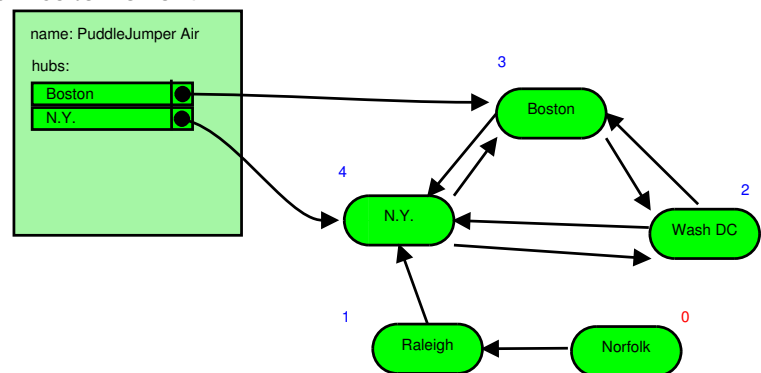 name: PuddleJumper Air
hubs:
Boston
N.Y.
3
Boston
4
N.Y.
2
Wash DC
1
Raleigh
0
Norfolk